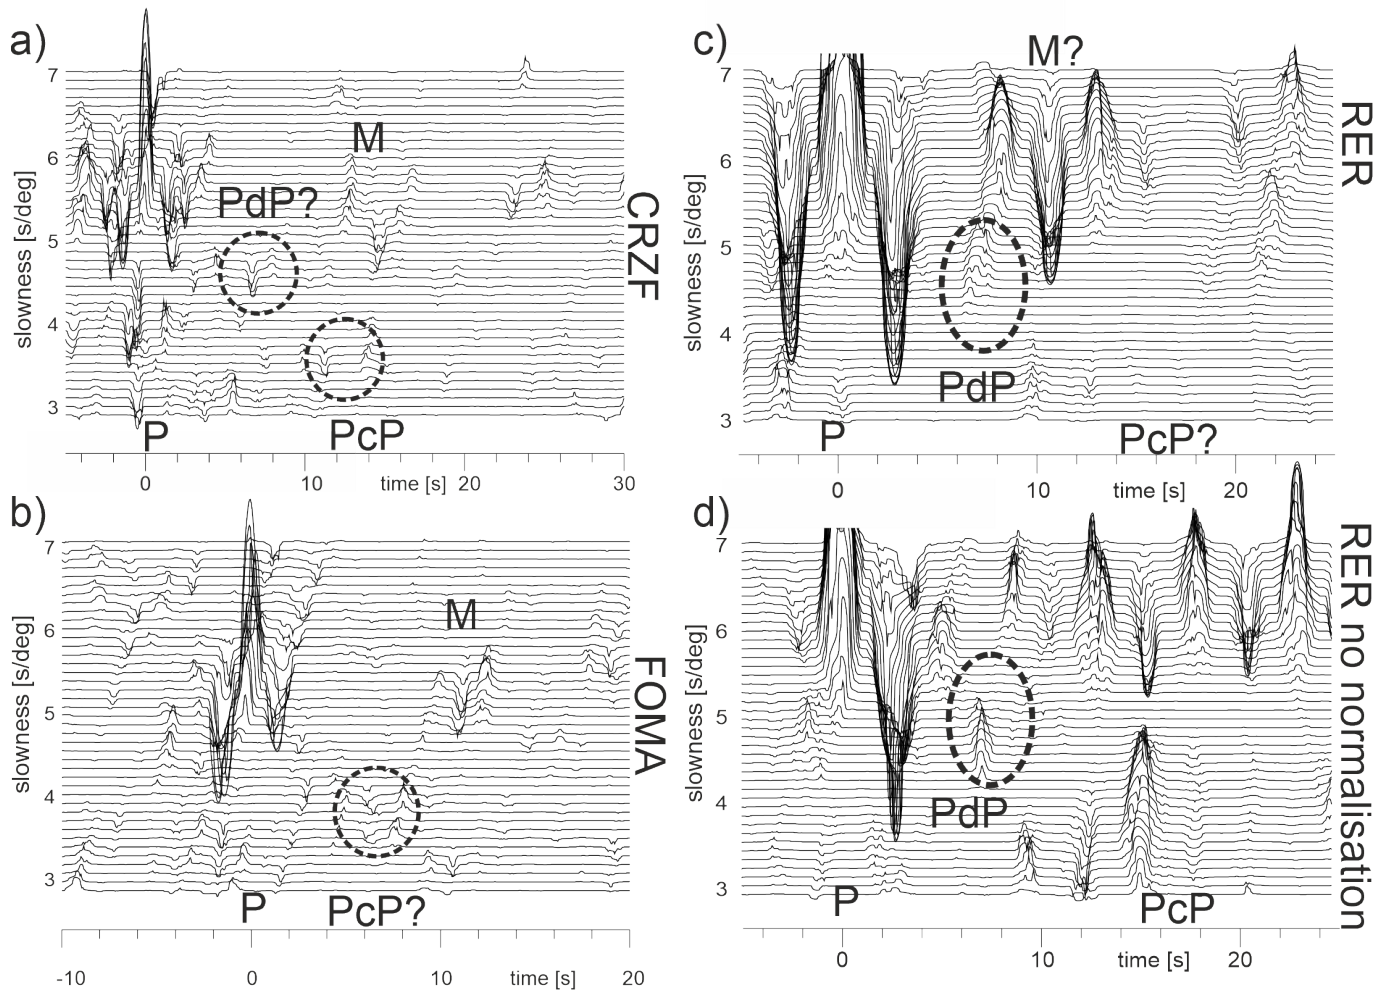 a)
7
6
5
4
3
slowness [s/deg]
M
PdP?
P
PcP
CRZF
0
10
time [s]
20
30
b)
7
6
5
4
3
slowness [s/deg]
M
P
PcP?
FOMA
-10
0
10
time [s]
20
c)
M?
7
6
5
4
3
slowness [s/deg]
PdP
P
PcP?
RER
0
10
time [s]
20
d)
7
6
5
4
3
slowness [s/deg]
PdP
P
PcP
RER no normalisation
0
10
time [s]
20